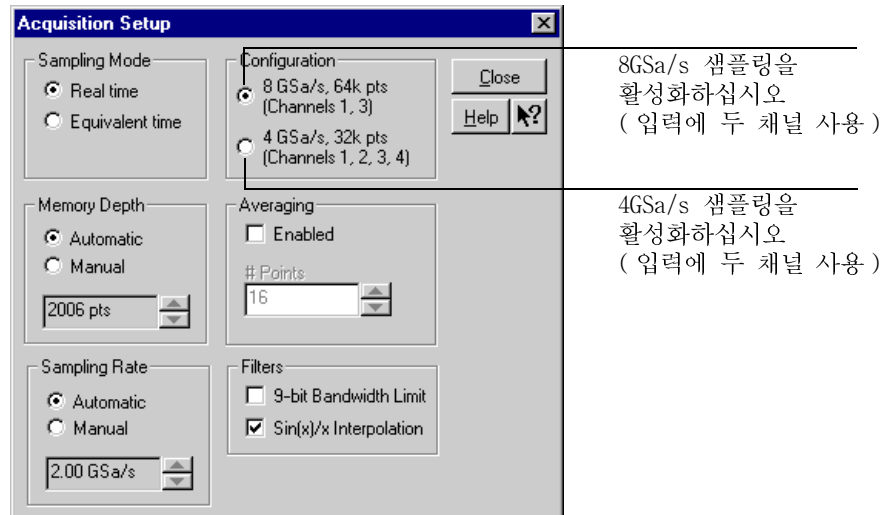 Acquisition Setup
Sampling Mode
Real time
Equivalent time
Configuration
8 GSa/s, 64k pts
(Channels 1, 3)
4 GSa/s, 32k pts
(Channels 1, 2, 3, 4)
Close
Help
Memory Depth
Automatic
Manual
2006 pts
Averaging
Enabled
# Points
16
Sampling Rate
Automatic
Manual
2.00 GSa/s
Filters
9-bit Bandwidth Limit
Sin(x)/x Interpolation
8GSa/s 샘플링을
활성화하십시오
( 입력에 두 채널 사용 )
4GSa/s 샘플링을
활성화하십시오
( 입력에 두 채널 사용 )